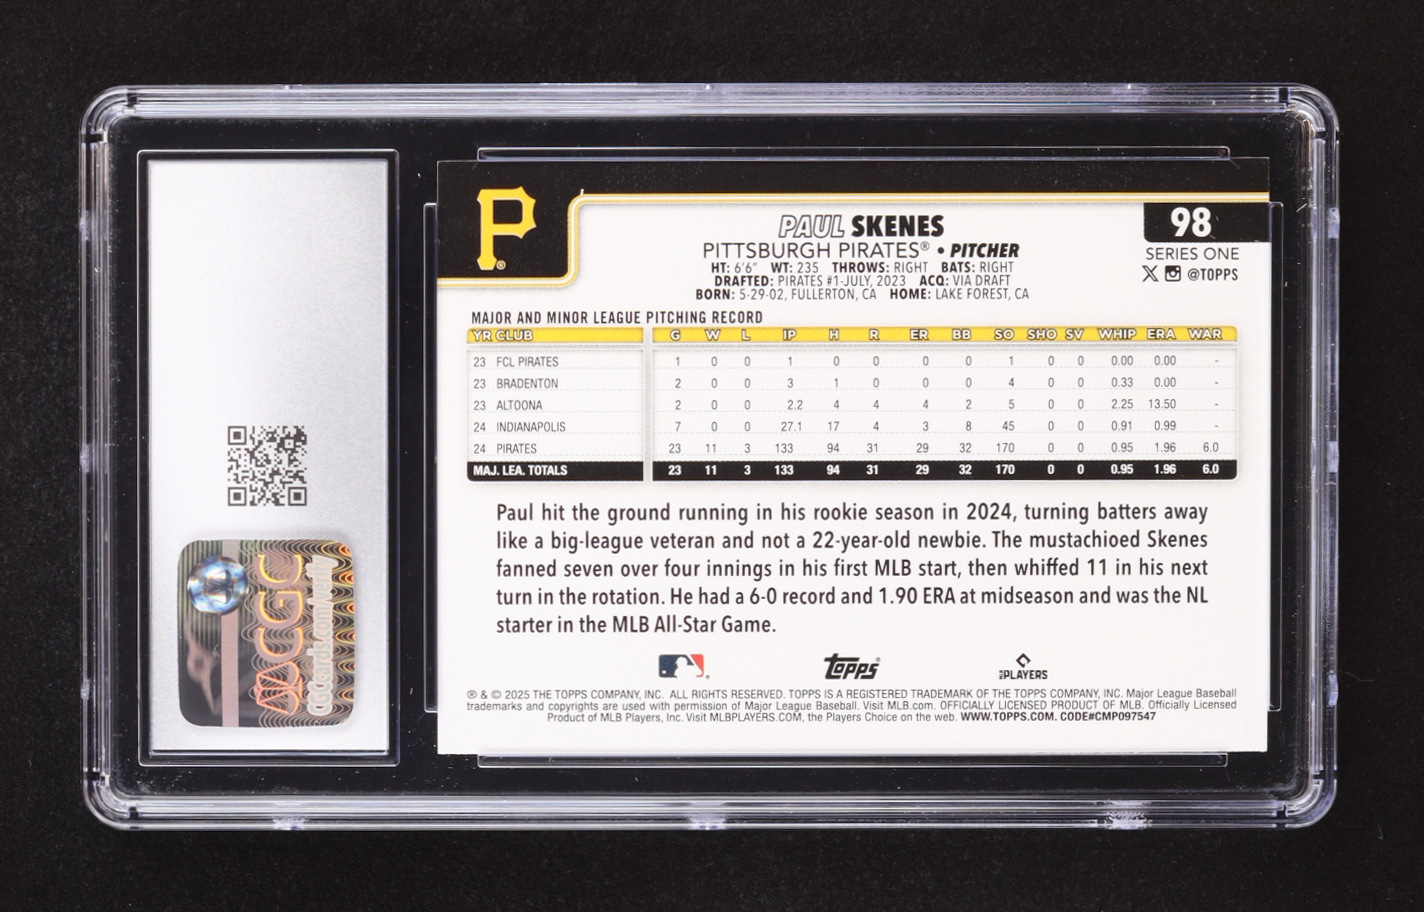 P
PAUL SKENES
PITTSBURGH PIRATES® • PITCHER
HT: 6'6" WT: 235 THROWS: RIGHT BATS: RIGHT
DRAFTED: PIRATES #1-JULY, 2023 ACQ: VIA DRAFT
BORN: 5-29-02, FULLERTON, CA HOME: LAKE FOREST, CA
98
SERIES ONE
@TOPPS
MAJOR AND MINOR LEAGUE PITCHING RECORD
YR CLUB G W L IP H R ER BB SO SHO SV WHIP ERA WAR
23 FCL PIRATES 1 0 0 1 0 0 0 0 1 0 0 0.00 0.00 -
23 BRADENTON 2 0 0 3 1 0 0 0 4 0 0 0.33 0.00 -
23 ALTOONA 2 0 0 2.2 4 4 4 2 5 0 0 2.25 13.50 -
24 INDIANAPOLIS 7 0 0 27.1 17 4 3 8 45 0 0 0.91 0.99 -
24 PIRATES 23 11 3 133 94 31 29 32 170 0 0 0.95 1.96 6.0
MAJ. LEA. TOTALS 23 11 3 133 94 31 29 32 170 0 0 0.95 1.96 6.0
Paul hit the ground running in his rookie season in 2024, turning batters away
like a big-league veteran and not a 22-year-old newbie. The mustachioed Skenes
fanned seven over four innings in his first MLB start, then whiffed 11 in his next
turn in the rotation. He had a 6-0 record and 1.90 ERA at midseason and was the NL
starter in the MLB All-Star Game.
Topps®
MLB PLAYERS
® & © 2025 THE TOPPS COMPANY, INC. ALL RIGHTS RESERVED. TOPPS IS A REGISTERED TRADEMARK OF THE TOPPS COMPANY, INC. Major League Baseball
trademarks and copyrights are used with permission of Major League Baseball. Visit MLB.com. OFFICIALLY LICENSED PRODUCT OF MLB. Officially Licensed
Product of MLB Players, Inc. Visit MLBPLAYERS.COM, the Players Choice on the web. WWW.TOPPS.COM. CODE#CMP097547
CGC
cgccards.com/verify